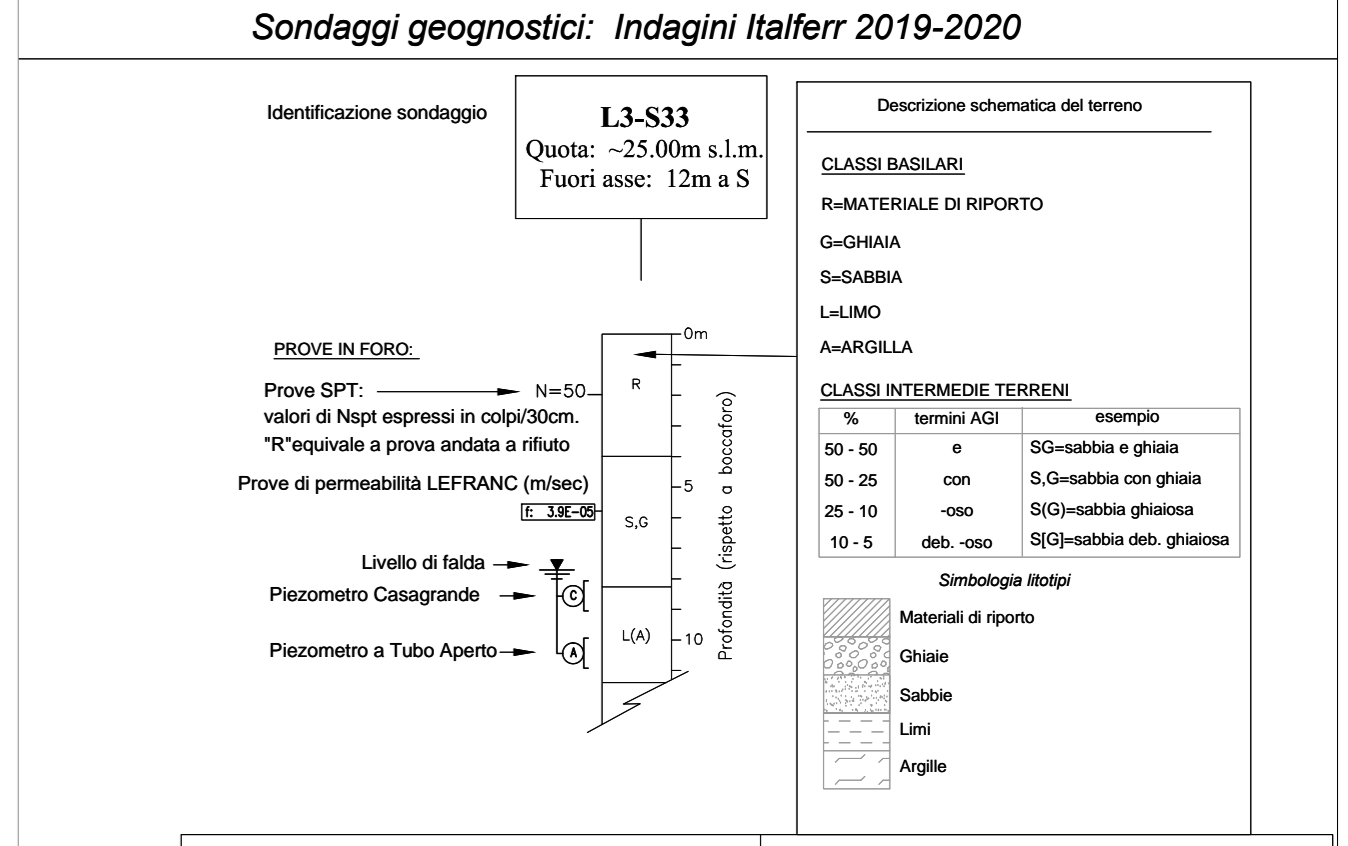 Sondaggi geognostici: Indagini Italferr 2019-2020
Identificazione sondaggio
L3-S33
Quota: ~25.00m s.l.m.
Fuori asse: 12m a S
PROVE IN FORO:
Prove SPT:
valori di Nspt espressi in colpi/30cm.
"R"equivale a prova andata a rifiuto
Prove di permeabilità LEFRANC (m/sec)
Livello di falda
Piezometro Casagrande
Piezometro a Tubo Aperto
N=50
f: 3.9E-05
C
A
R
S,G
L(A)
0m
5
10
Profondità (rispetto a boccaforo)
Descrizione schematica del terreno
CLASSI BASILARI
R=MATERIALE DI RIPORTO
G=GHIAIA
S=SABBIA
L=LIMO
A=ARGILLA
CLASSI INTERMEDIE TERRENI
% termini AGI esempio
50 - 50 e SG=sabbia e ghiaia
50 - 25 con S,G=sabbia con ghiaia
25 - 10 -oso S(G)=sabbia ghiaiosa
10 - 5 deb. -oso S[G]=sabbia deb. ghiaiosa
Simbologia litotipi
Materiali di riporto
Ghiaie
Sabbie
Limi
Argille